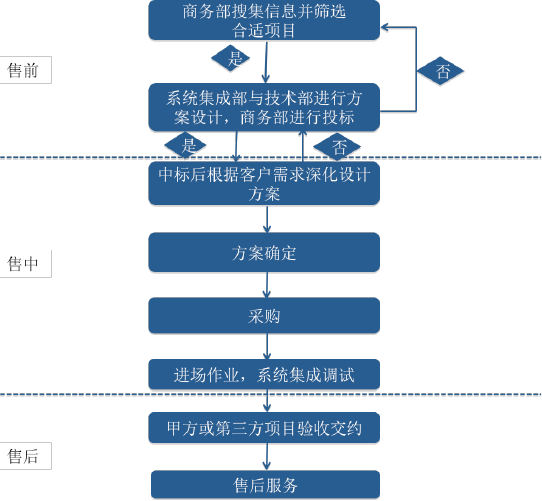 商务部搜集信息并筛选
合适项目
是
售前
否
系统集成部与技术部进行方
案设计，商务部进行投标
是
否
中标后根据客户需求深化设计
方案
方案确定
售中
采购
进场作业，系统集成调试
甲方或第三方项目验收交约
售后
售后服务